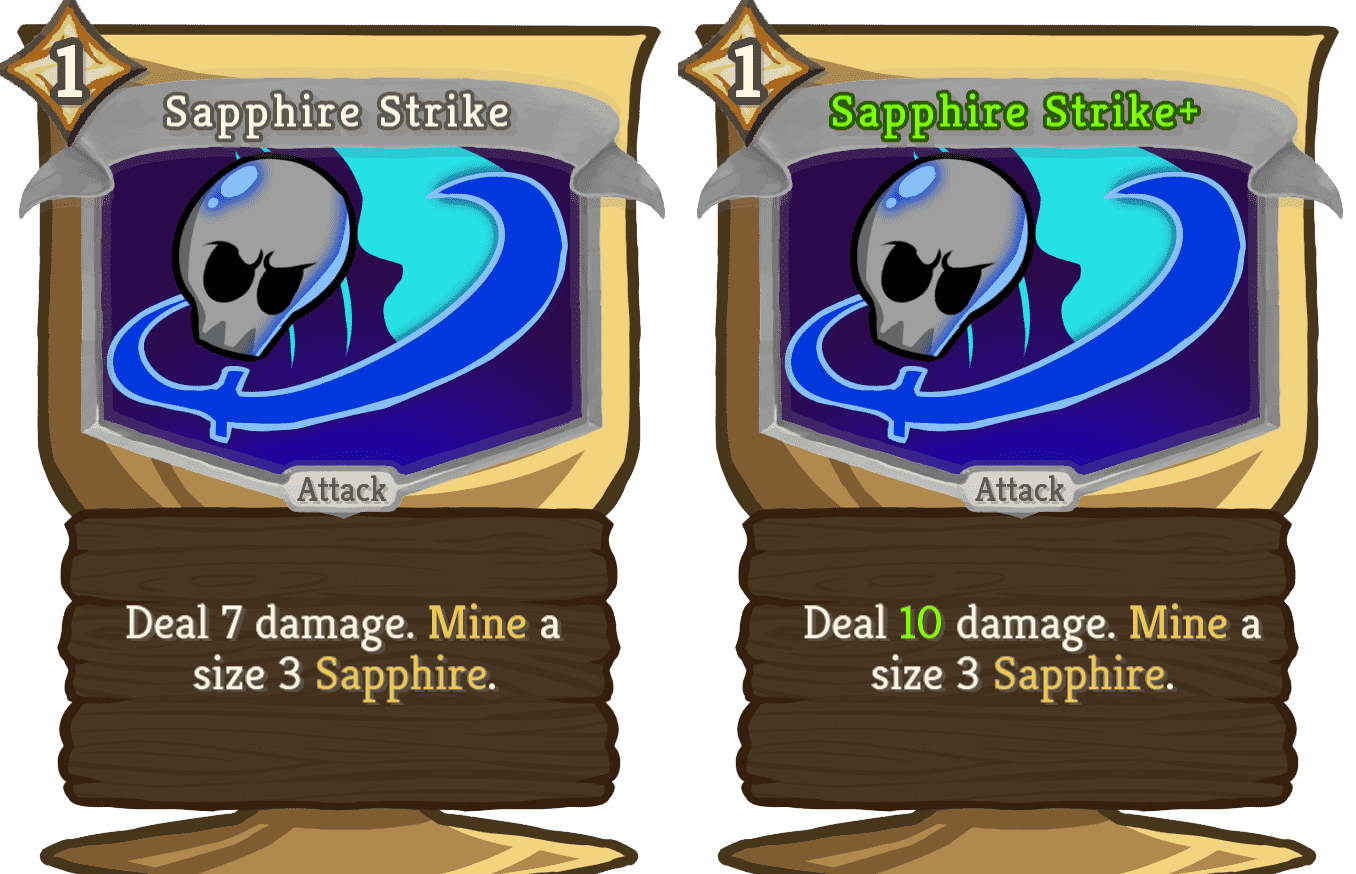 1
Sapphire Strike
Attack
Deal 7 damage. Mine a
size 3 Sapphire.
1
Sapphire Strike+
Attack
Deal 10 damage. Mine a
size 3 Sapphire.